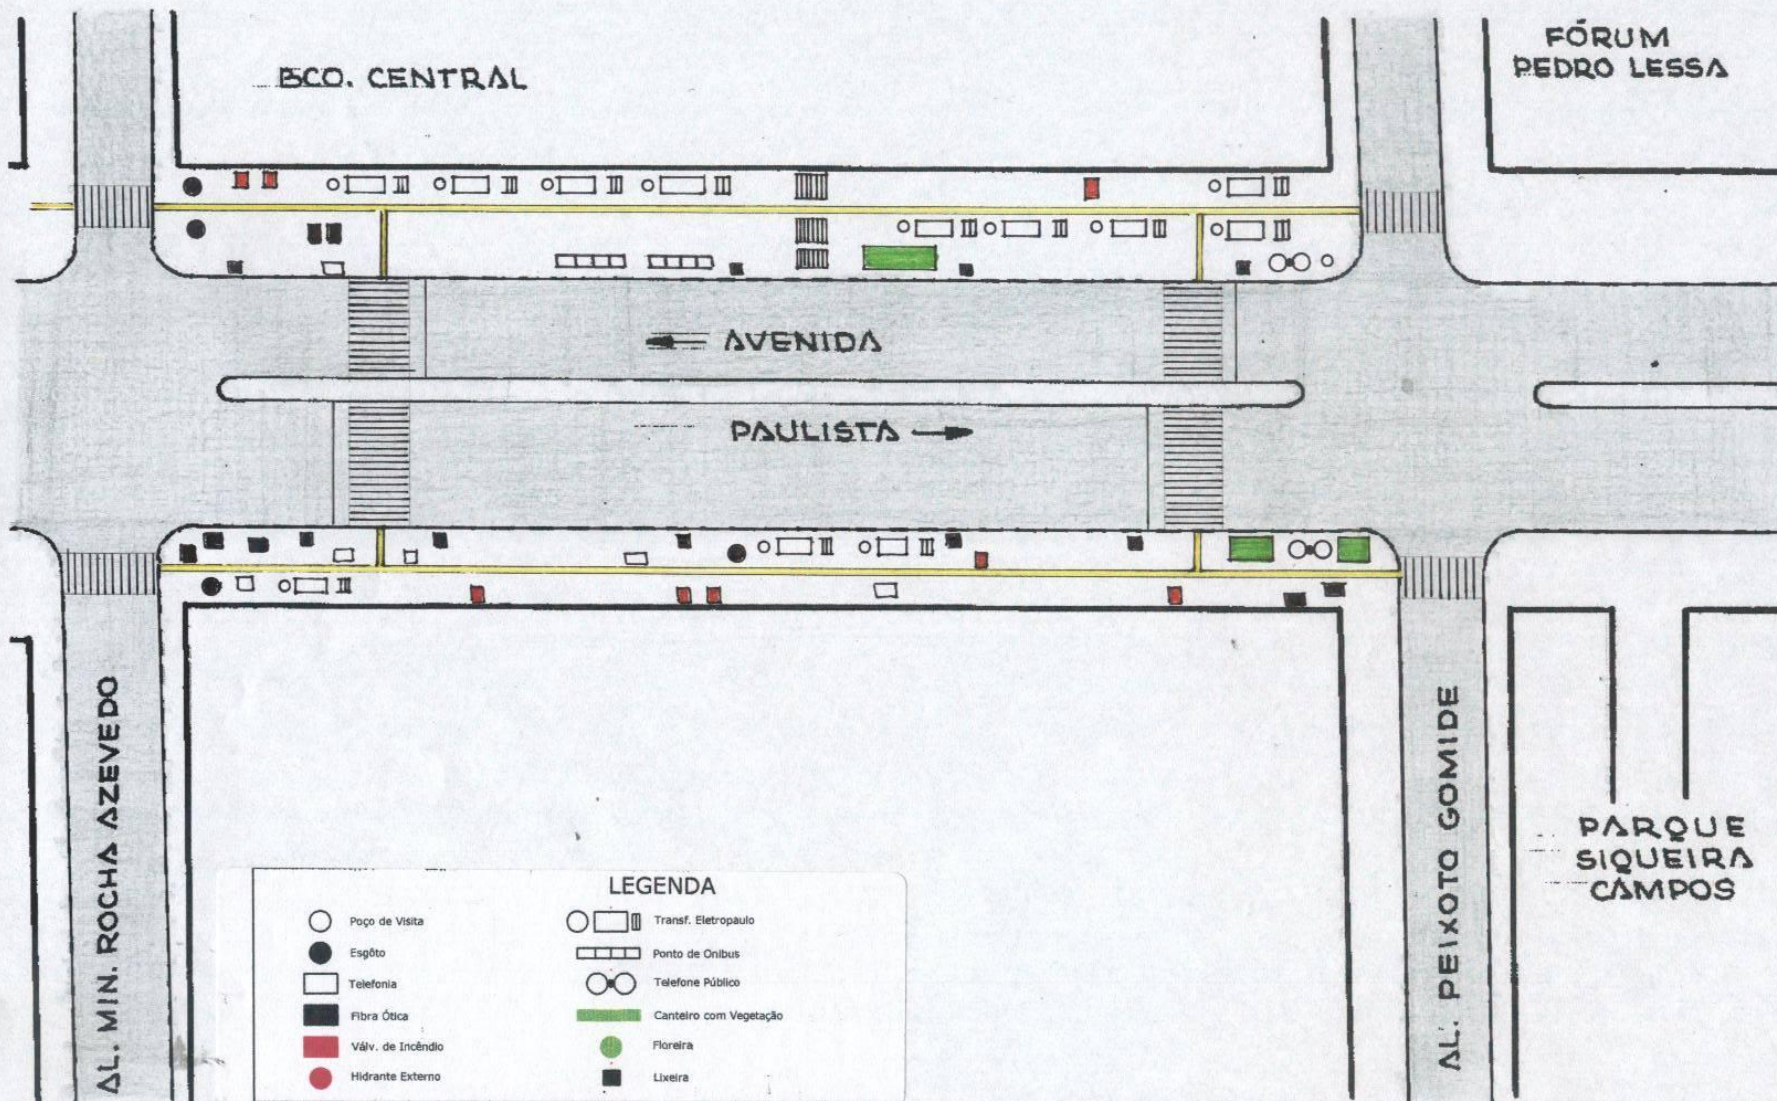 BCO. CENTRAL
FÓRUM
PEDRO LESSA
AVENIDA
PAULISTA
AL. MIN. ROCHA AZEVEDO
AL. PEIXOTO GOMIDE
PARQUE
SIQUEIRA
CAMPOS
LEGENDA
Poço de Visita
Esgôto
Telefonia
Fibra Ótica
Válv. de Incêndio
Hidrante Externo
Transf. Eletropaulo
Ponto de Onibus
Telefone Público
Canteiro com Vegetação
Floreira
Lixeira